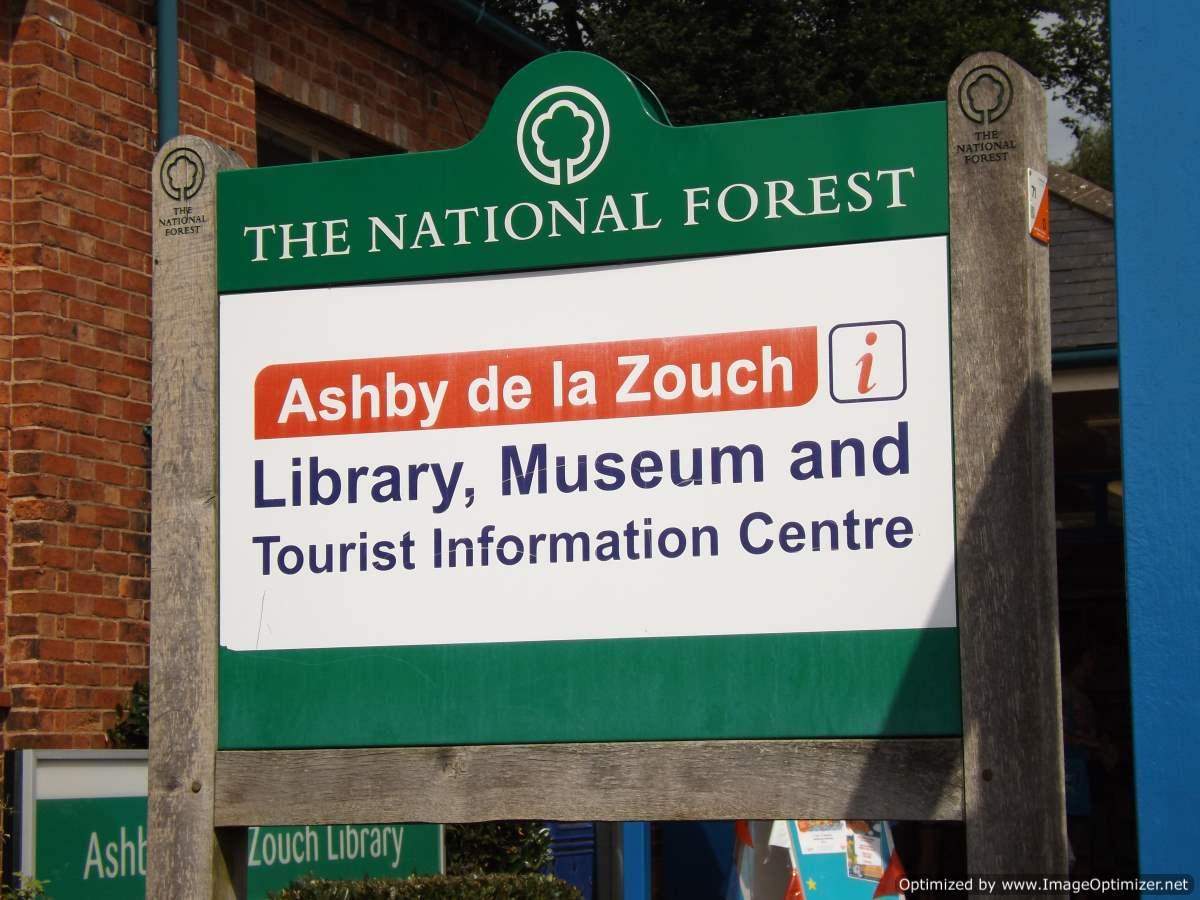 THE NATIONAL FOREST
THE
NATIONAL
FOREST
THE
NATIONAL
FOREST
71
Ashby de la Zouch i
Library, Museum and
Tourist Information Centre
Ashb Zouch Library
Optimized by www.ImageOptimizer.net